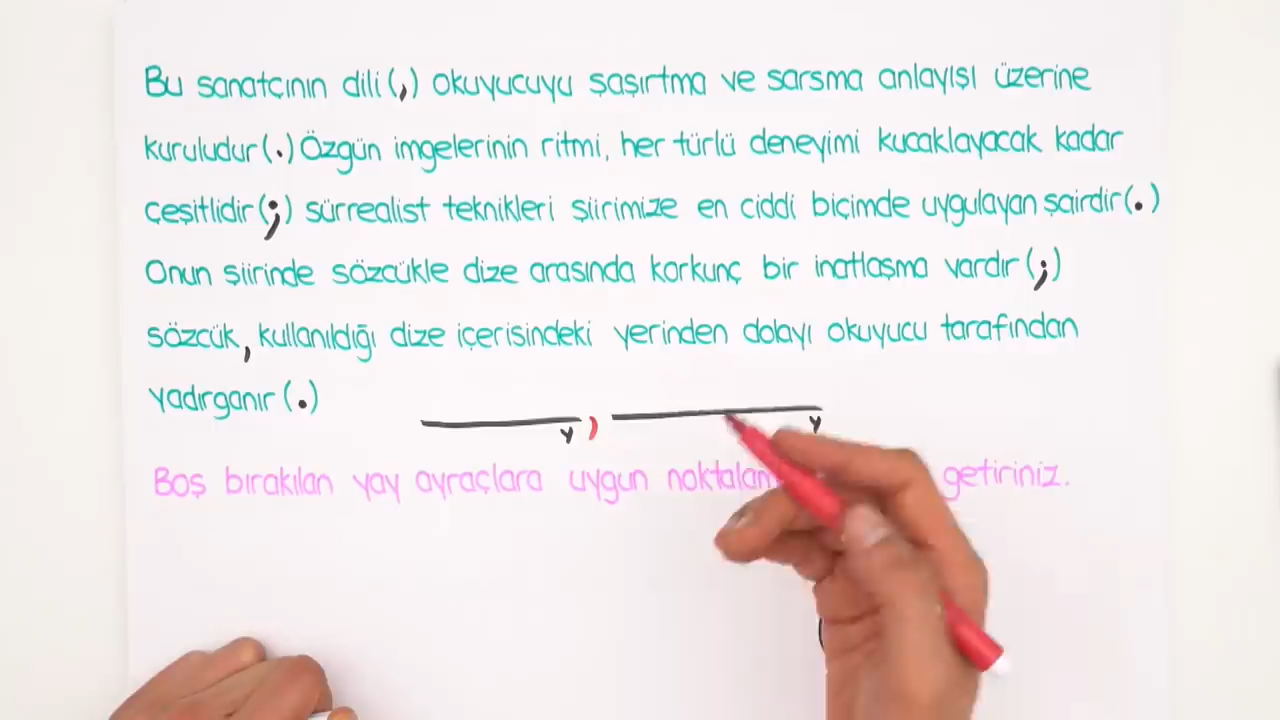 Bu sanatçının dili(,) okuyucuyu şaşırtma ve sarsma anlayışı üzerine
kuruludur(.) Özgün imgelerinin ritmi, her türlü deneyimi kucaklayacak kadar
çeşitlidir(;) sürrealist teknikleri şiirimize en ciddi biçimde uygulayan şairdir(.)
Onun şiirinde sözcükle dize arasında korkunç bir inatlaşma vardır(;)
sözcük, kullanıldığı dize içerisindeki yerinden dolayı okuyucu tarafından
yadırganır(.)
y , y
Boş bırakılan yay ayraçlara uygun getiriniz.